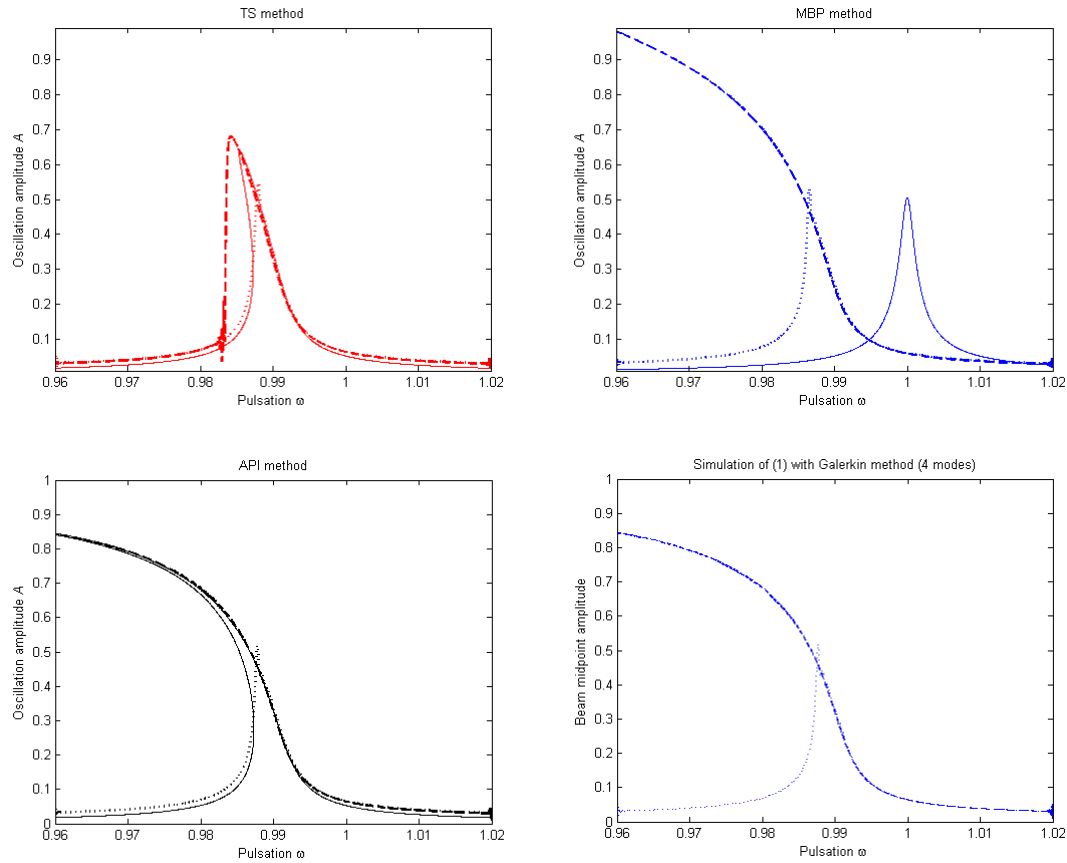 TS method
0.9
0.8
0.7
0.6
0.5
0.4
0.3
0.2
0.1
Oscillation amplitude A
0.96 0.97 0.98 0.99 1 1.01 1.02
Pulsation ω
MBP method
0.9
0.8
0.7
0.6
0.5
0.4
0.3
0.2
0.1
Oscillation amplitude A
0.96 0.97 0.98 0.99 1 1.01 1.02
Pulsation ω
API method
1
0.9
0.8
0.7
0.6
0.5
0.4
0.3
0.2
0.1
0
Oscillation amplitude A
0.96 0.97 0.98 0.99 1 1.01 1.02
Pulsation ω
Simulation of (1) with Galerkin method (4 modes)
1
0.9
0.8
0.7
0.6
0.5
0.4
0.3
0.2
0.1
0
Beam midpoint amplitude
0.96 0.97 0.98 0.99 1 1.01 1.02
Pulsation ω